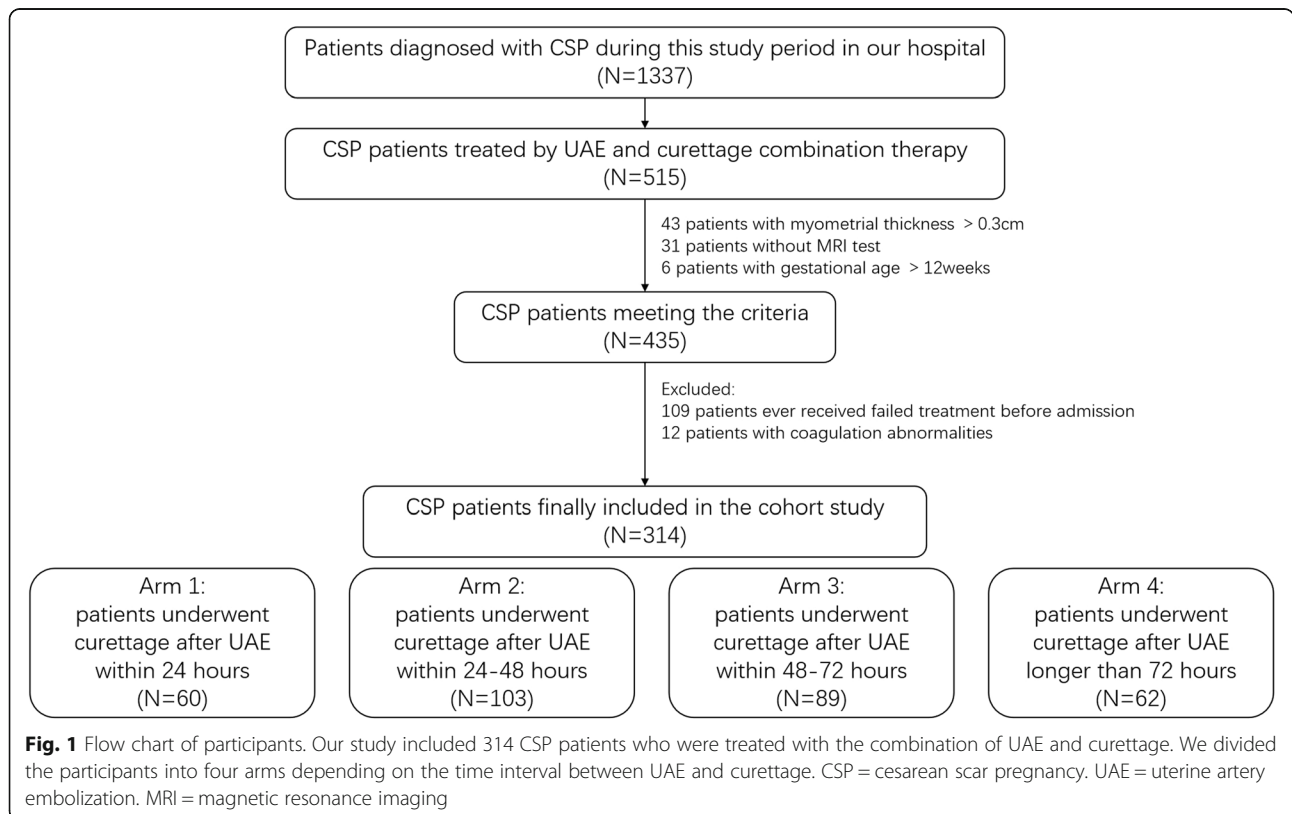 Patients diagnosed with CSP during this study period in our hospital
(N=1337)
CSP patients treated by UAE and curettage combination therapy
(N=515)
43 patients with myometrial thickness > 0.3cm
31 patients without MRI test
6 patients with gestational age > 12weeks
CSP patients meeting the criteria
(N=435)
Excluded:
109 patients ever received failed treatment before admission
12 patients with coagulation abnormalities
CSP patients finally included in the cohort study
(N=314)
Arm 1:
patients underwent
curettage after UAE
within 24 hours
(N=60)
Arm 2:
patients underwent
curettage after UAE
within 24-48 hours
(N=103)
Arm 3:
patients underwent
curettage after UAE
within 48-72 hours
(N=89)
Arm 4:
patients underwent
curettage after UAE
longer than 72 hours
(N=62)
Fig. 1 Flow chart of participants. Our study included 314 CSP patients who were treated with the combination of UAE and curettage. We divided
the participants into four arms depending on the time interval between UAE and curettage. CSP = cesarean scar pregnancy. UAE = uterine artery
embolization. MRI = magnetic resonance imaging